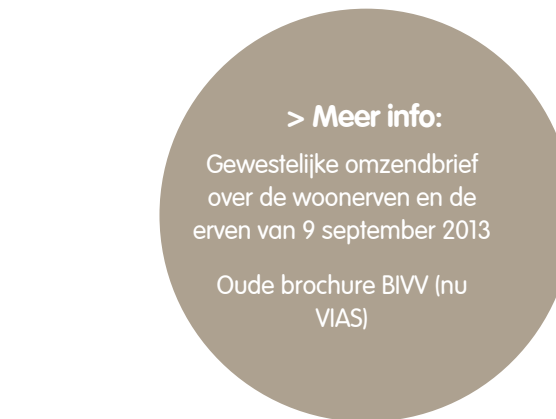 > Meer info:
Gewestelijke omzendbrief
over de woonerven en de
erven van 9 september 2013
Oude brochure BIVV (nu
VIAS)